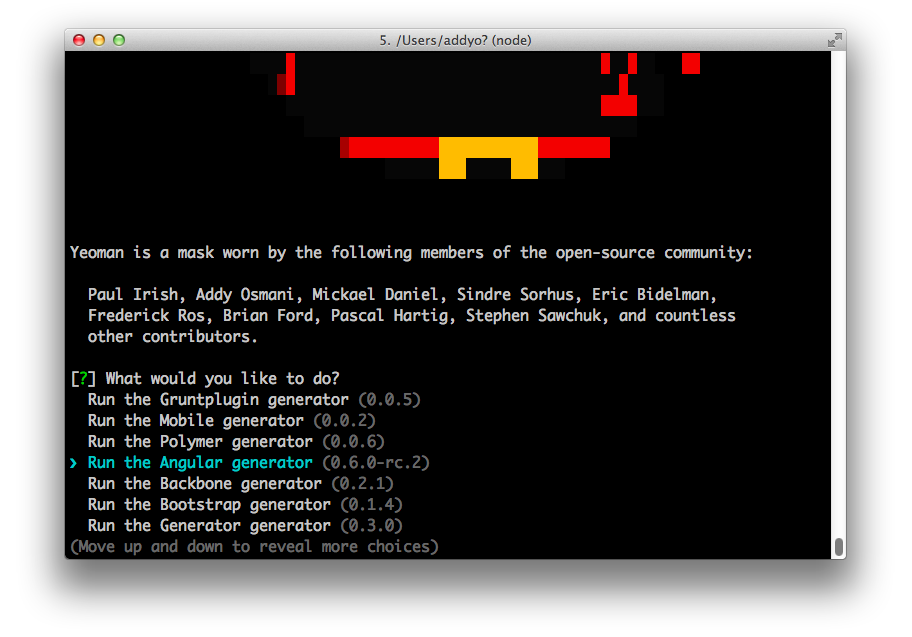 5. /Users/addyo? (node)
Yeoman is a mask worn by the following members of the open-source community:
Paul Irish, Addy Osmani, Mickael Daniel, Sindre Sorhus, Eric Bidelman,
Frederick Ros, Brian Ford, Pascal Hartig, Stephen Sawchuk, and countless
other contributors.
[?] What would you like to do?
Run the Gruntplugin generator (0.0.5)
Run the Mobile generator (0.0.2)
Run the Polymer generator (0.0.6)
❯ Run the Angular generator (0.6.0-rc.2)
Run the Backbone generator (0.2.1)
Run the Bootstrap generator (0.1.4)
Run the Generator generator (0.3.0)
(Move up and down to reveal more choices)